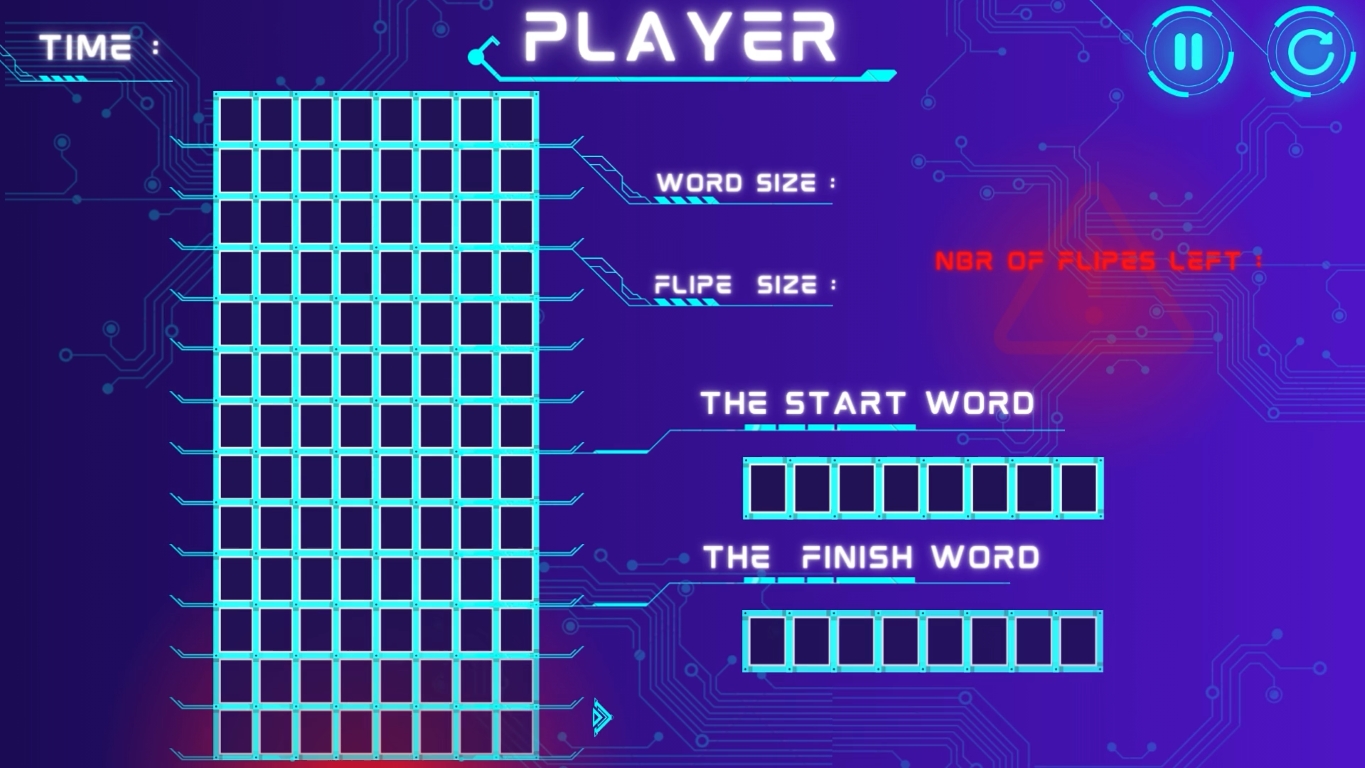 TIME :
PLAYER
WORD SIZE :
NBR OF FLIPES LEFT :
FLIPE SIZE :
THE START WORD
THE FINISH WORD